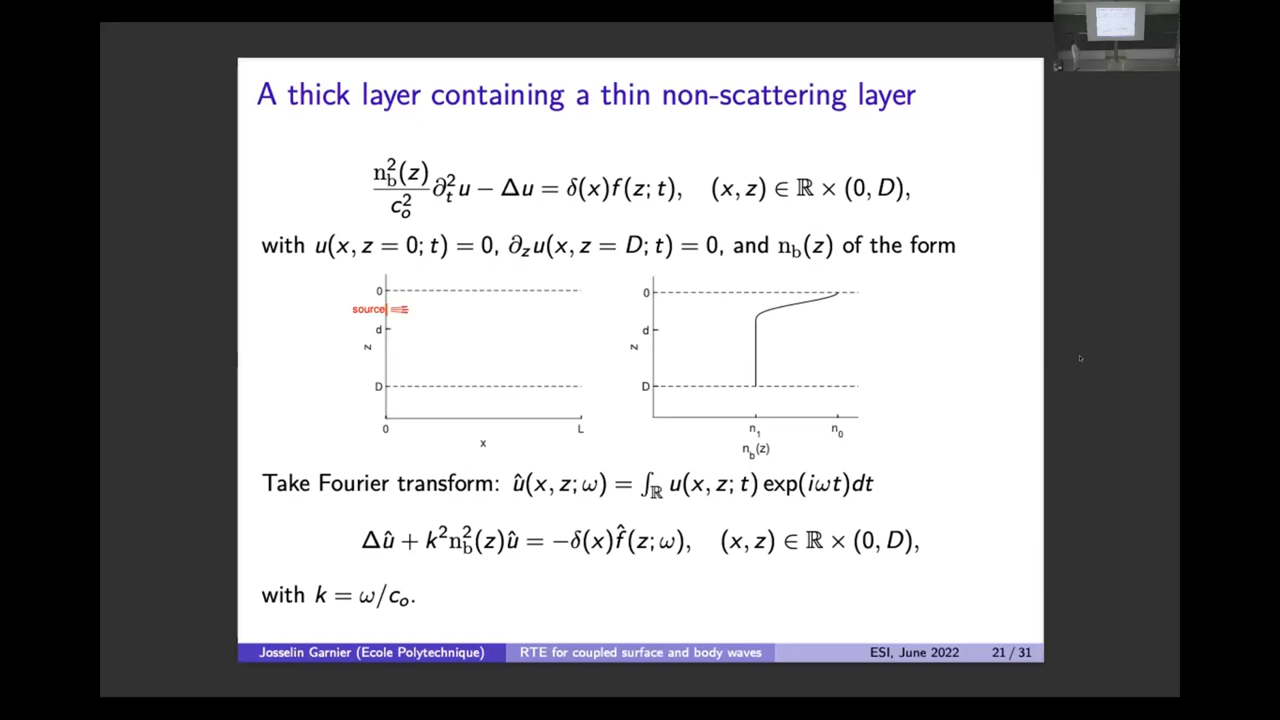 A thick layer containing a thin non-scattering layer
n_b^2(z)/c_o^2 ∂_t^2 u − Δu = δ(x)f(z; t), (x, z) ∈ ℝ × (0, D),
with u(x, z = 0; t) = 0, ∂_z u(x, z = D; t) = 0, and n_b(z) of the form
0
source
d
z
D
0
L
x
0
d
z
D
n_1
n_0
n_b(z)
Take Fourier transform: û(x, z; ω) = ∫_ℝ u(x, z; t) exp(iωt)dt
Δû + k^2 n_b^2(z)û = −δ(x)f̂(z; ω), (x, z) ∈ ℝ × (0, D),
with k = ω/c_o.
Josselin Garnier (Ecole Polytechnique) RTE for coupled surface and body waves ESI, June 2022 21 / 31